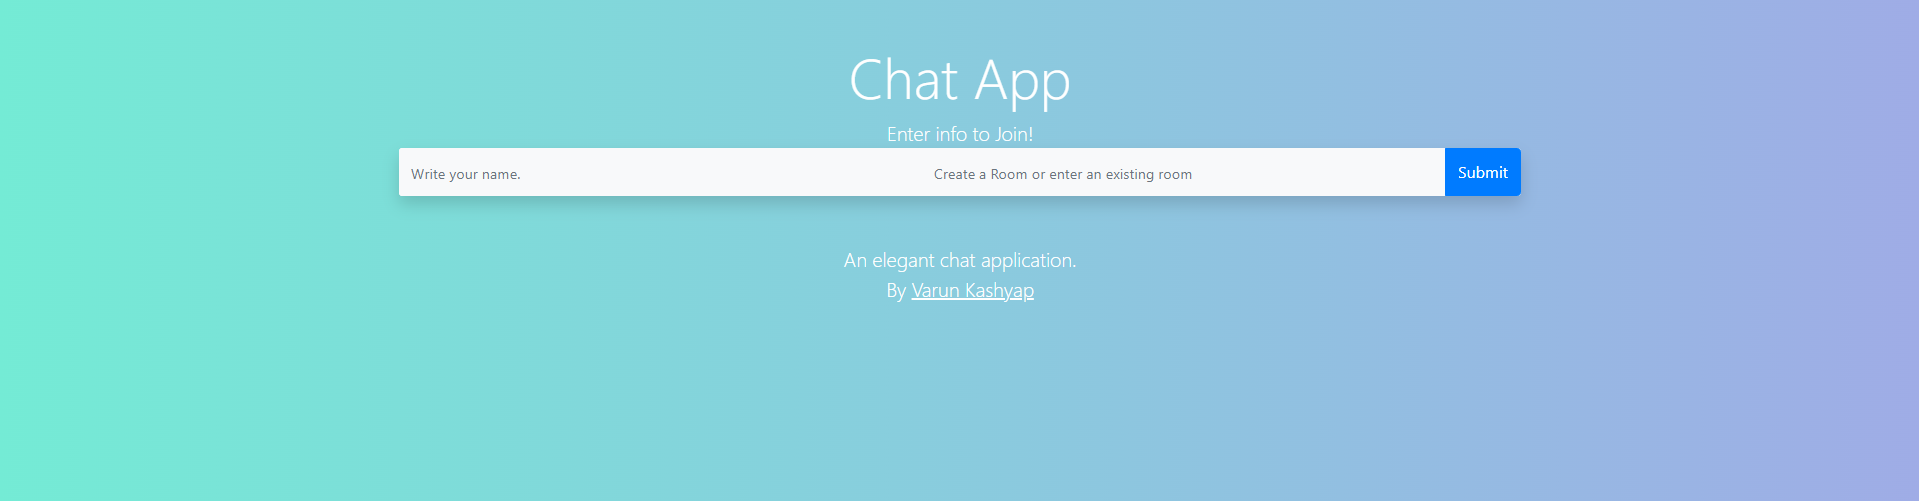 Chat App
Enter info to Join!
Write your name.
Create a Room or enter an existing room
Submit
An elegant chat application.
By Varun Kashyap